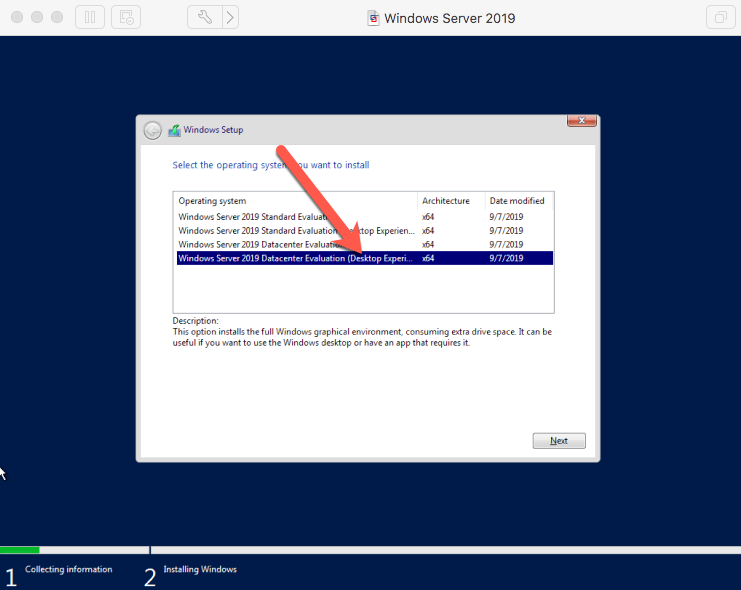 Windows Server 2019
Windows Setup
Select the operating system you want to install
Operating system Architecture Date modified
Windows Server 2019 Standard Evaluati x64 9/7/2019
Windows Server 2019 Standard Evaluation ktop Experien... x64 9/7/2019
Windows Server 2019 Datacenter Evaluation x64 9/7/2019
Windows Server 2019 Datacenter Evaluation (Desktop Experi... x64 9/7/2019
Description:
This option installs the full Windows graphical environment, consuming extra drive space. It can be
useful if you want to use the Windows desktop or have an app that requires it.
Next
1 Collecting information 2 Installing Windows